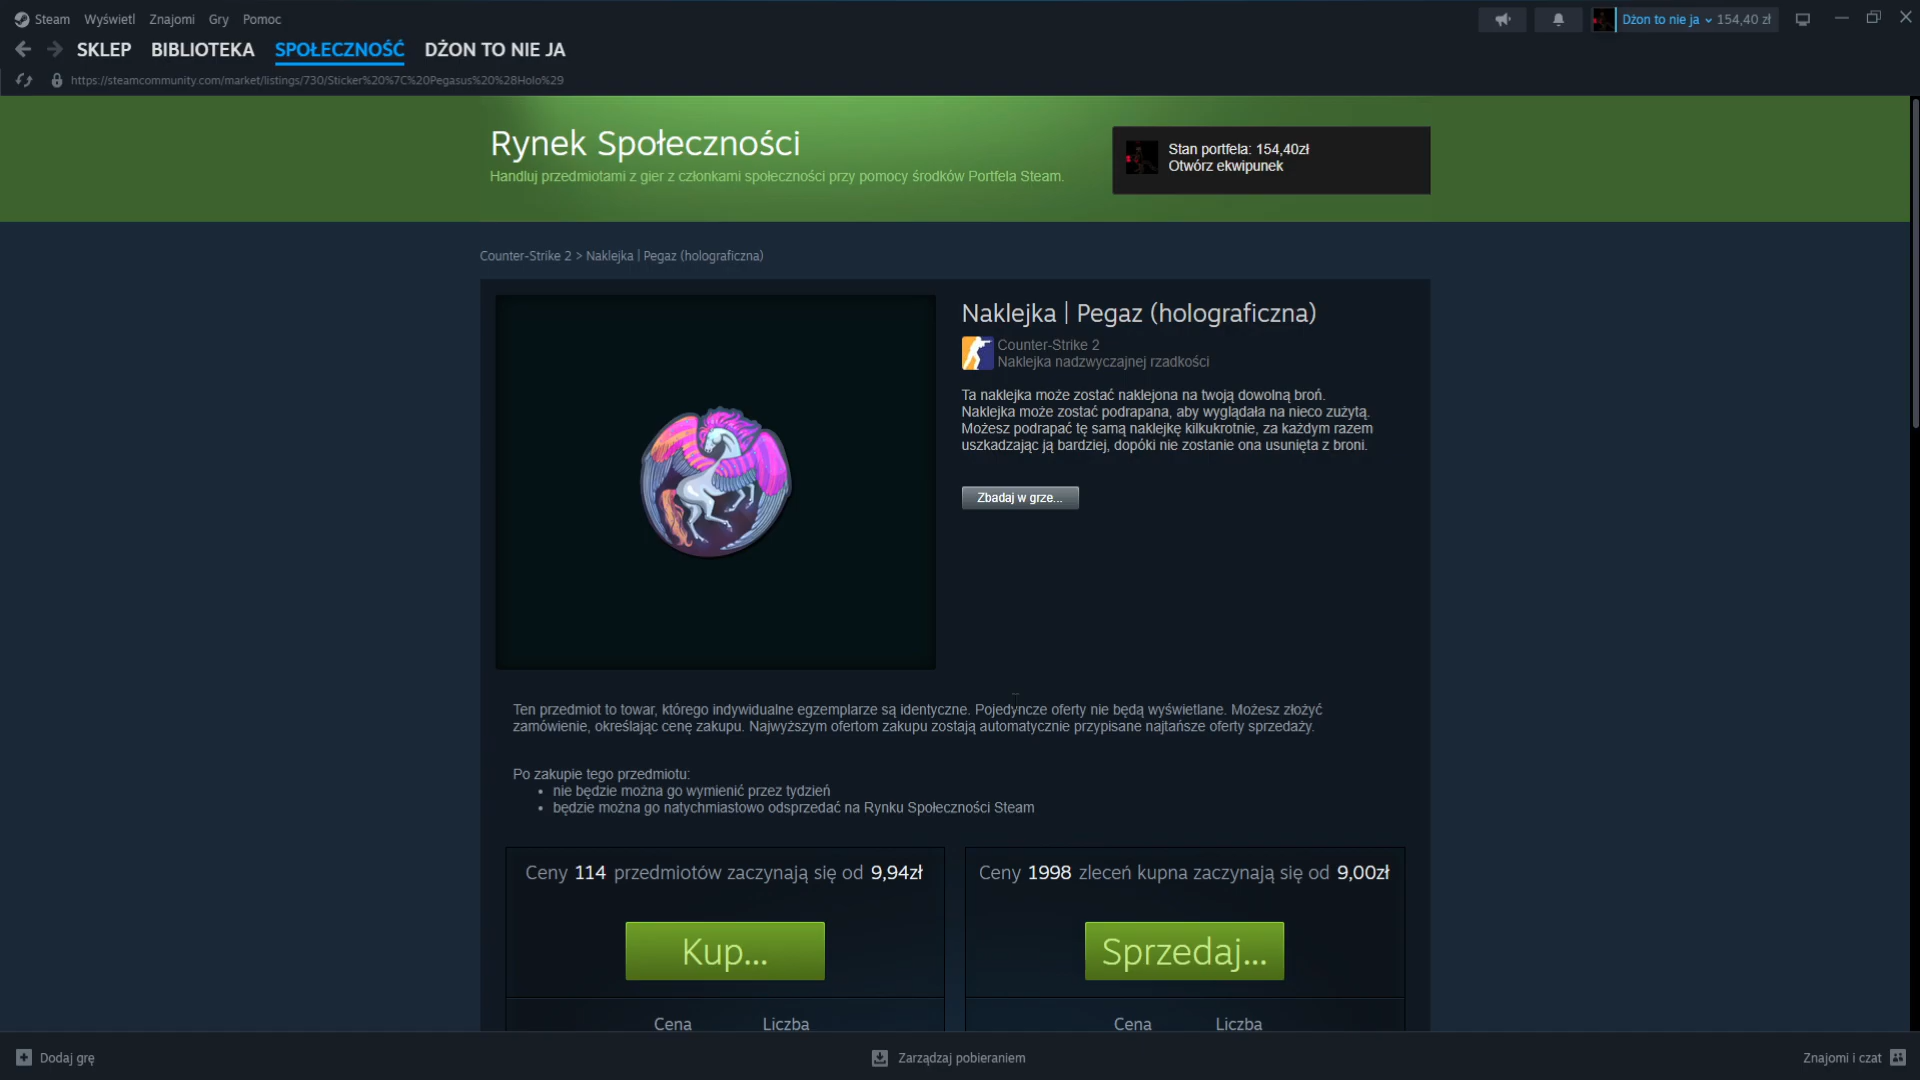 Steam Wyświetl Znajomi Gry Pomoc
Dżon to nie ja 154,40 zł
SKLEP BIBLIOTEKA SPOŁECZNOŚĆ DŻON TO NIE JA
https://steamcommunity.com/market/listings/730/Sticker%20%7C%20Pegasus%20%28Holo%29
Rynek Społeczności
Handluj przedmiotami z gier z członkami społeczności przy pomocy środków Portfela Steam.
Stan portfela: 154,40zł
Otwórz ekwipunek
Counter-Strike 2 > Naklejka | Pegaz (holograficzna)
Naklejka | Pegaz (holograficzna)
Counter-Strike 2
Naklejka nadzwyczajnej rzadkości
Ta naklejka może zostać naklejona na twoją dowolną broń.
Naklejka może zostać podrapana, aby wyglądała na nieco zużytą.
Możesz podrapać tę samą naklejkę kilkukrotnie, za każdym razem
uszkadzając ją bardziej, dopóki nie zostanie ona usunięta z broni.
Zbadaj w grze...
Ten przedmiot to towar, którego indywidualne egzemplarze są identyczne. Pojedyncze oferty nie będą wyświetlane. Możesz złożyć
zamówienie, określając cenę zakupu. Najwyższym ofertom zakupu zostają automatycznie przypisane najtańsze oferty sprzedaży.
Po zakupie tego przedmiotu:
• nie będzie można go wymienić przez tydzień
• będzie można go natychmiastowo odsprzedać na Rynku Społeczności Steam
Ceny 114 przedmiotów zaczynają się od 9,94zł
Kup...
Cena Liczba
Ceny 1998 zleceń kupna zaczynają się od 9,00zł
Sprzedaj...
Cena Liczba
Dodaj grę
Zarządzaj pobieraniem
Znajomi i czat